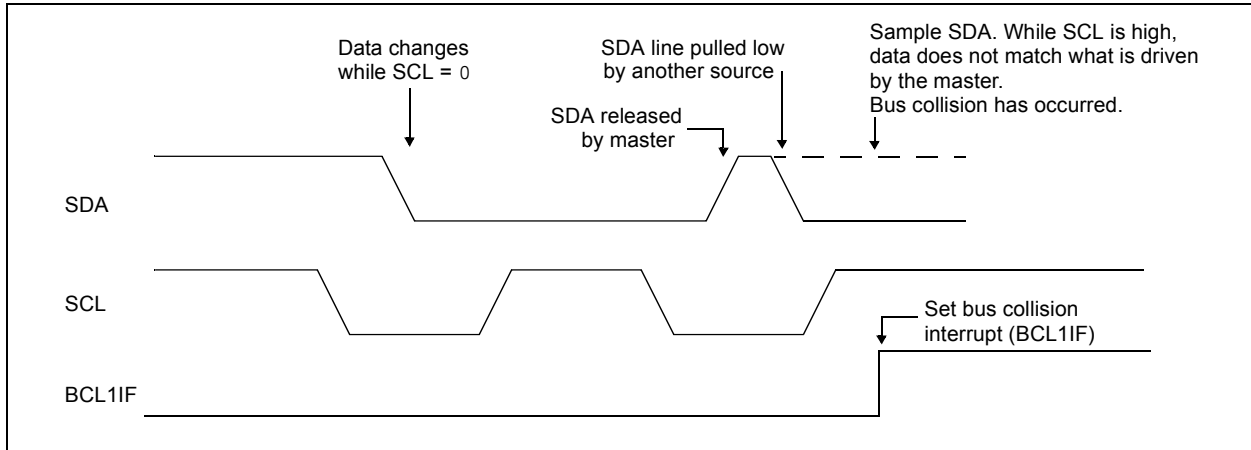 Data changes
while SCL = 0
SDA line pulled low
by another source
SDA released
by master
Sample SDA. While SCL is high,
data does not match what is driven
by the master.
Bus collision has occurred.
SDA
SCL
Set bus collision
interrupt (BCL1IF)
BCL1IF